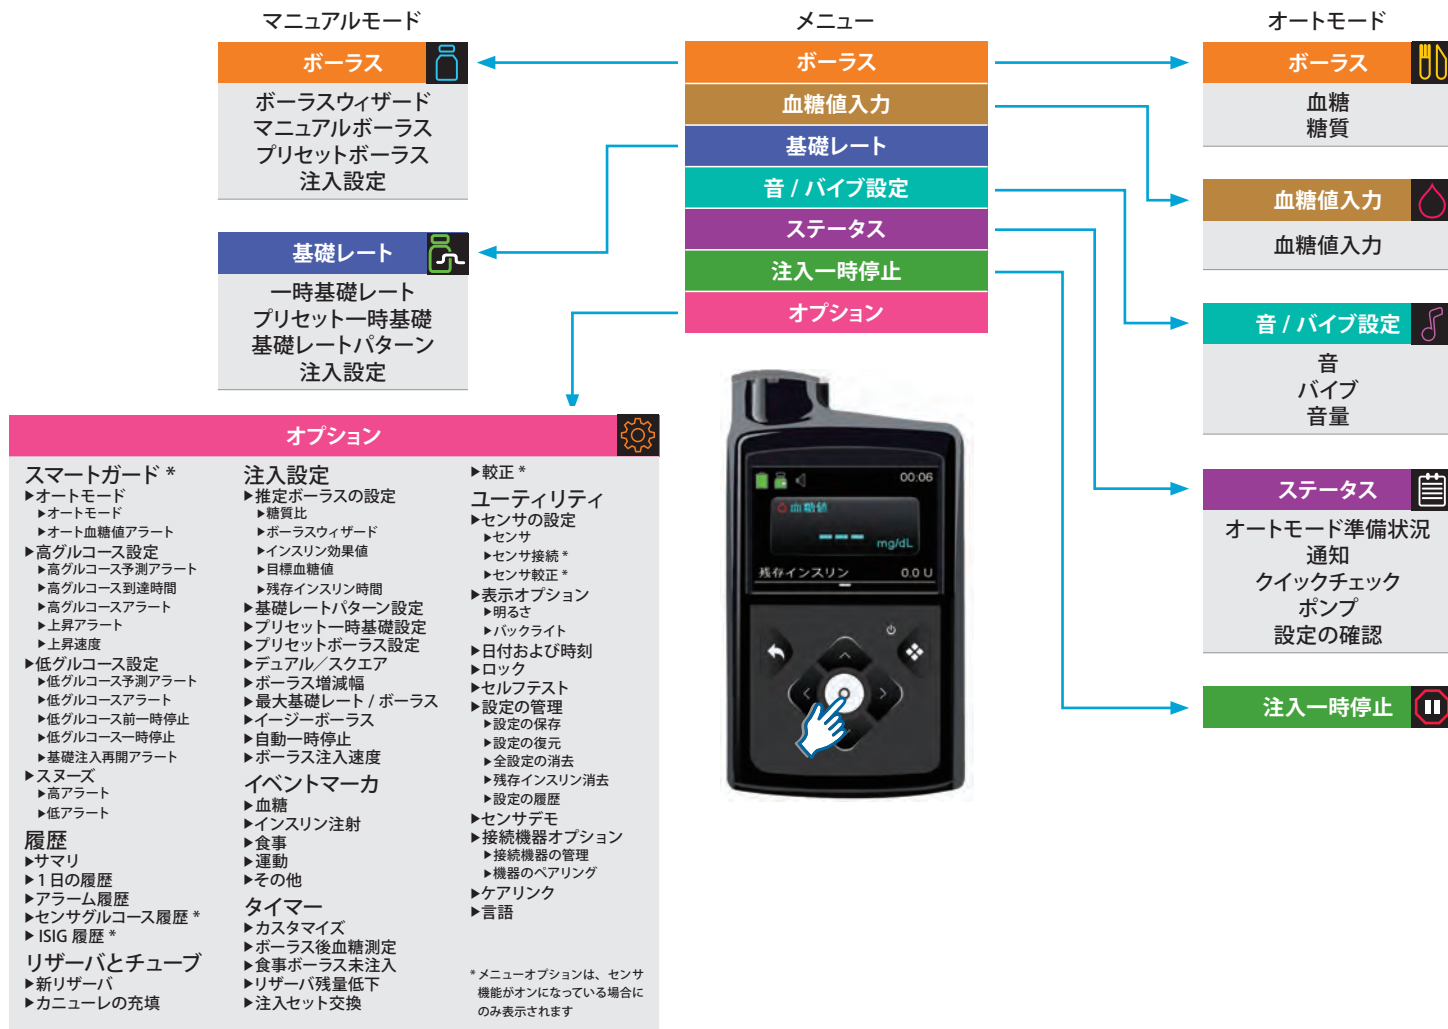 マニュアルモード
ボーラス
ボーラスウィザード
マニュアルボーラス
プリセットボーラス
注入設定
基礎レート
一時基礎レート
プリセット一時基礎
基礎レートパターン
注入設定
メニュー
ボーラス
血糖値入力
基礎レート
音 / バイブ設定
ステータス
注入一時停止
オプション
オートモード
ボーラス
血糖
糖質
血糖値入力
血糖値入力
音 / バイブ設定
音
バイブ
音量
ステータス
オートモード準備状況
通知
クイックチェック
ポンプ
設定の確認
注入一時停止
00:06
血糖値
--- mg/dL
残存インスリン 0.0 U
オプション
スマートガード *
▶オートモード
▶オートモード
▶オート血糖値アラート
▶高グルコース設定
▶高グルコース予測アラート
▶高グルコース到達時間
▶高グルコースアラート
▶上昇アラート
▶上昇速度
▶低グルコース設定
▶低グルコース予測アラート
▶低グルコースアラート
▶低グルコース前一時停止
▶低グルコース一時停止
▶基礎注入再開アラート
▶スヌーズ
▶高アラート
▶低アラート
履歴
▶サマリ
▶1日の履歴
▶アラーム履歴
▶センサグルコース履歴 *
▶ISIG 履歴 *
リザーバとチューブ
▶新リザーバ
▶カニューレの充填
注入設定
▶推定ボーラスの設定
▶糖質比
▶ボーラスウィザード
▶インスリン効果値
▶目標血糖値
▶残存インスリン時間
▶基礎レートパターン設定
▶プリセット一時基礎設定
▶プリセットボーラス設定
▶デュアル／スクエア
▶ボーラス増減幅
▶最大基礎レート / ボーラス
▶イージーボーラス
▶自動一時停止
▶ボーラス注入速度
イベントマーカ
▶血糖
▶インスリン注射
▶食事
▶運動
▶その他
タイマー
▶カスタマイズ
▶ボーラス後血糖測定
▶食事ボーラス未注入
▶リザーバ残量低下
▶注入セット交換
▶較正 *
ユーティリティ
▶センサの設定
▶センサ
▶センサ接続 *
▶センサ較正 *
▶表示オプション
▶明るさ
▶バックライト
▶日付および時刻
▶ロック
▶セルフテスト
▶設定の管理
▶設定の保存
▶設定の復元
▶全設定の消去
▶残存インスリン消去
▶設定の履歴
▶センサデモ
▶接続機器オプション
▶接続機器の管理
▶機器のペアリング
▶ケアリンク
▶言語
* メニューオプションは、センサ
機能がオンになっている場合に
のみ表示されます